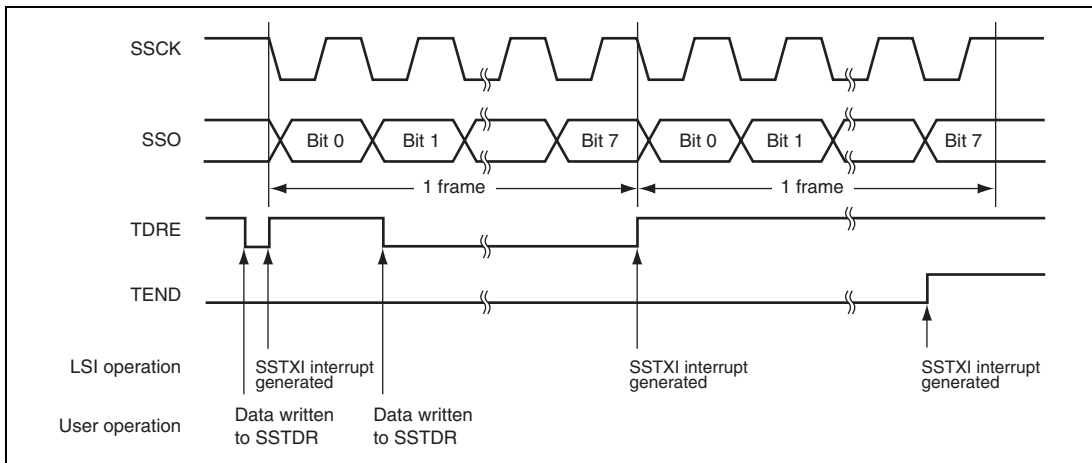 SSCK
SSO
Bit 0
Bit 1
Bit 7
Bit 0
Bit 1
Bit 7
1 frame
1 frame
TDRE
TEND
LSI operation
SSTXI interrupt
generated
SSTXI interrupt
generated
SSTXI interrupt
generated
User operation
Data written
to SSTDR
Data written
to SSTDR